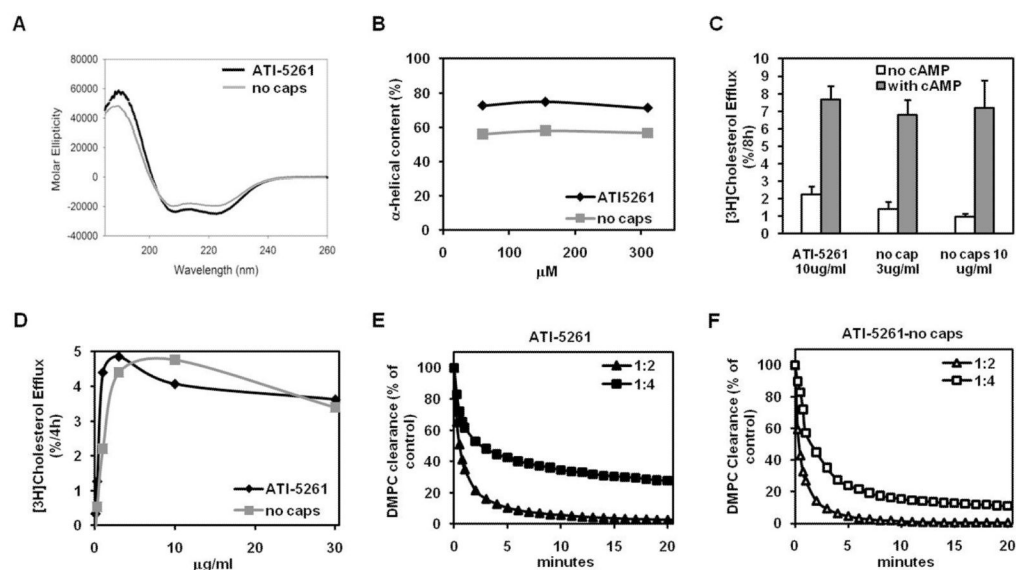 A
Molar Ellipticity
80000
60000
40000
20000
0
-20000
-40000
ATI-5261
no caps
200
220
240
260
Wavelength (nm)
B
α-helical content (%)
100
80
60
40
20
0
ATI5261
no caps
0
100
200
300
μM
C
[3H]Cholesterol Efflux
(%/8h)
10
9
8
7
6
5
4
3
2
1
0
no cAMP
with cAMP
ATI-5261
10ug/ml
no cap
3ug/ml
no caps 10
ug/ml
D
[3H]Cholesterol Efflux
(%/4h)
5
4
3
2
1
0
ATI-5261
no caps
0
10
20
30
μg/ml
E
ATI-5261
DMPC Clearance (% of
control)
100
80
60
40
20
0
1:2
1:4
0
5
10
15
20
minutes
F
ATI-5261-no caps
DMPC Clearance (% of
control)
100
80
60
40
20
0
1:2
1:4
0
5
10
15
20
minutes